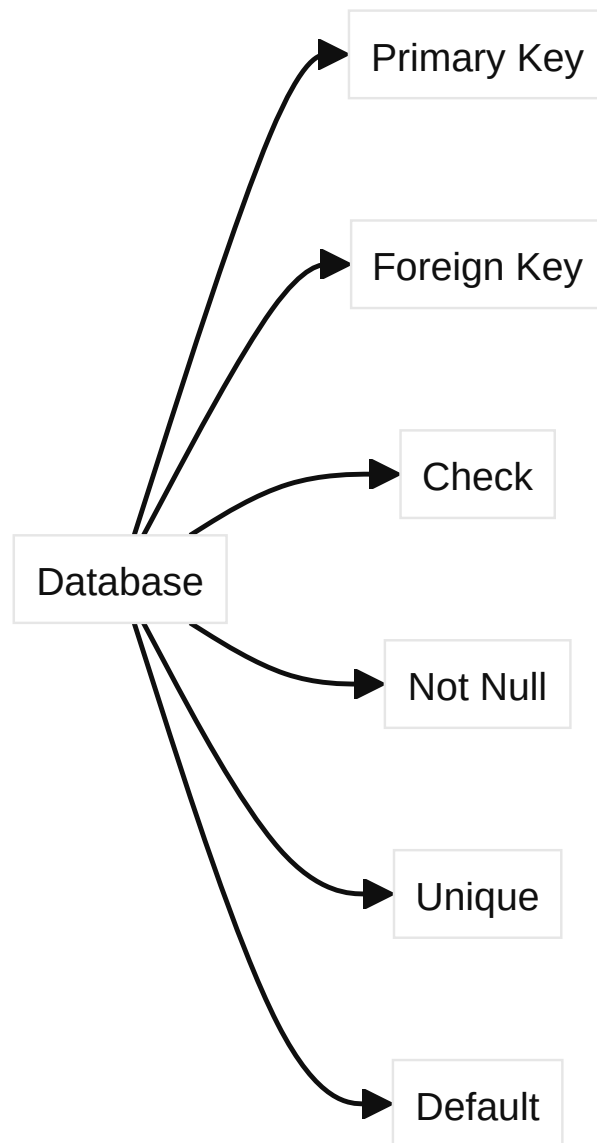 Primary Key
Foreign Key
Check
Database
Not Null
Unique
Default